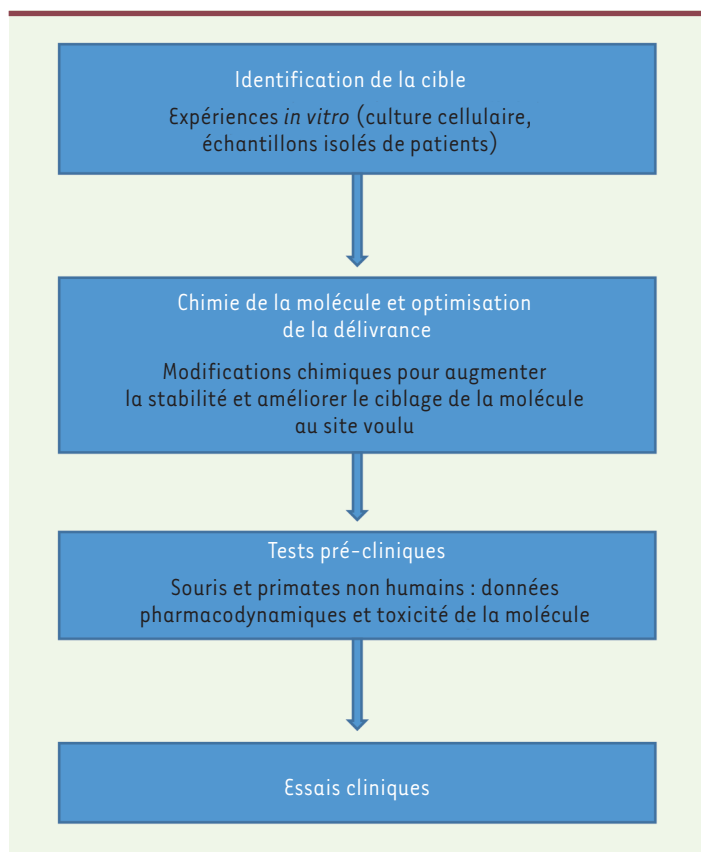 Identification de la cible
Expériences in vitro (culture cellulaire,
échantillons isolés de patients)
Chimie de la molécule et optimisation
de la délivrance
Modifications chimiques pour augmenter
la stabilité et améliorer le ciblage de la molécule
au site voulu
Tests pré-cliniques
Souris et primates non humains : données
pharmacodynamiques et toxicité de la molécule
Essais cliniques